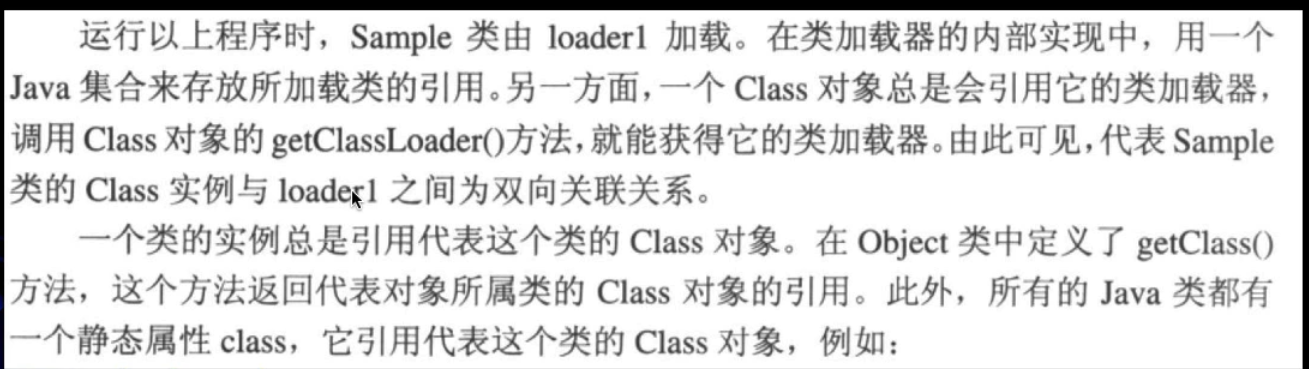 运行以上程序时，Sample 类由 loader1 加载。在类加载器的内部实现中，用一个
Java 集合来存放所加载类的引用。另一方面，一个 Class 对象总是会引用它的类加载器，
调用 Class 对象的 getClassLoader()方法，就能获得它的类加载器。由此可见，代表 Sample
类的 Class 实例与 loader1 之间为双向关联关系。
一个类的实例总是引用代表这个类的 Class 对象。在 Object 类中定义了 getClass()
方法，这个方法返回代表对象所属类的 Class 对象的引用。此外，所有的 Java 类都有
一个静态属性 class，它引用代表这个类的 Class 对象，例如：